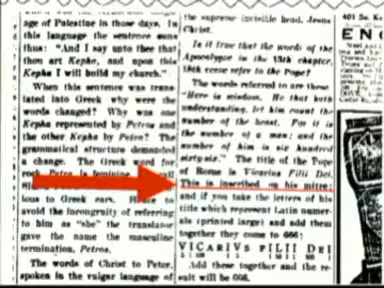 age of Palestine in those days. In
this language the sentence runs
thus: "And I say unto thee that
thou art Kepha, and upon this
Kepha I will build my church."
When this sentence was trans
lated into Greek why were the
words changed? Why was one
Kepha represented by Petros and
the other Kepha by Petra? The
grammatical structure demanded
a change. The Greek word for
rock Petra is feminine
lous to Greek ears. Hence to
avoid the incongruity of referring
to him as "she" the translator
gave the name the masculine
termination, Petros.
The words of Christ to Peter,
spoken in the vulgar language of
the supreme invisible head, Jesus
Christ.
Is it true that the words of the
Apocalypse in the 13th chapter,
18th verse refer to the Pope?
The words referred to are these
"Here is wisdom. He that hath
understanding, let him count the
number of the beast. For it is
the number of a man; and the
number of him is six hundred
sixty-six." The title of the Pope
of Rome is Vicarius Filii Dei.
This is inscribed on his mitre;
and if you take the letters of his
title which represent Latin numer-
als (printed large) and add them
together they come to 666:
VICARIVS FILII DEI
Add these together and the re-
sult will be 666.
401 So.